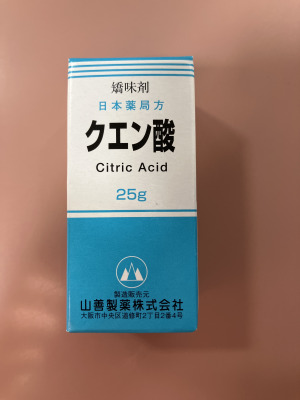 矯味剤
日本薬局方
クエン酸
Citric Acid
25g
製造販売元
山善製薬株式会社
大阪市中央区道修町2丁目2番4号